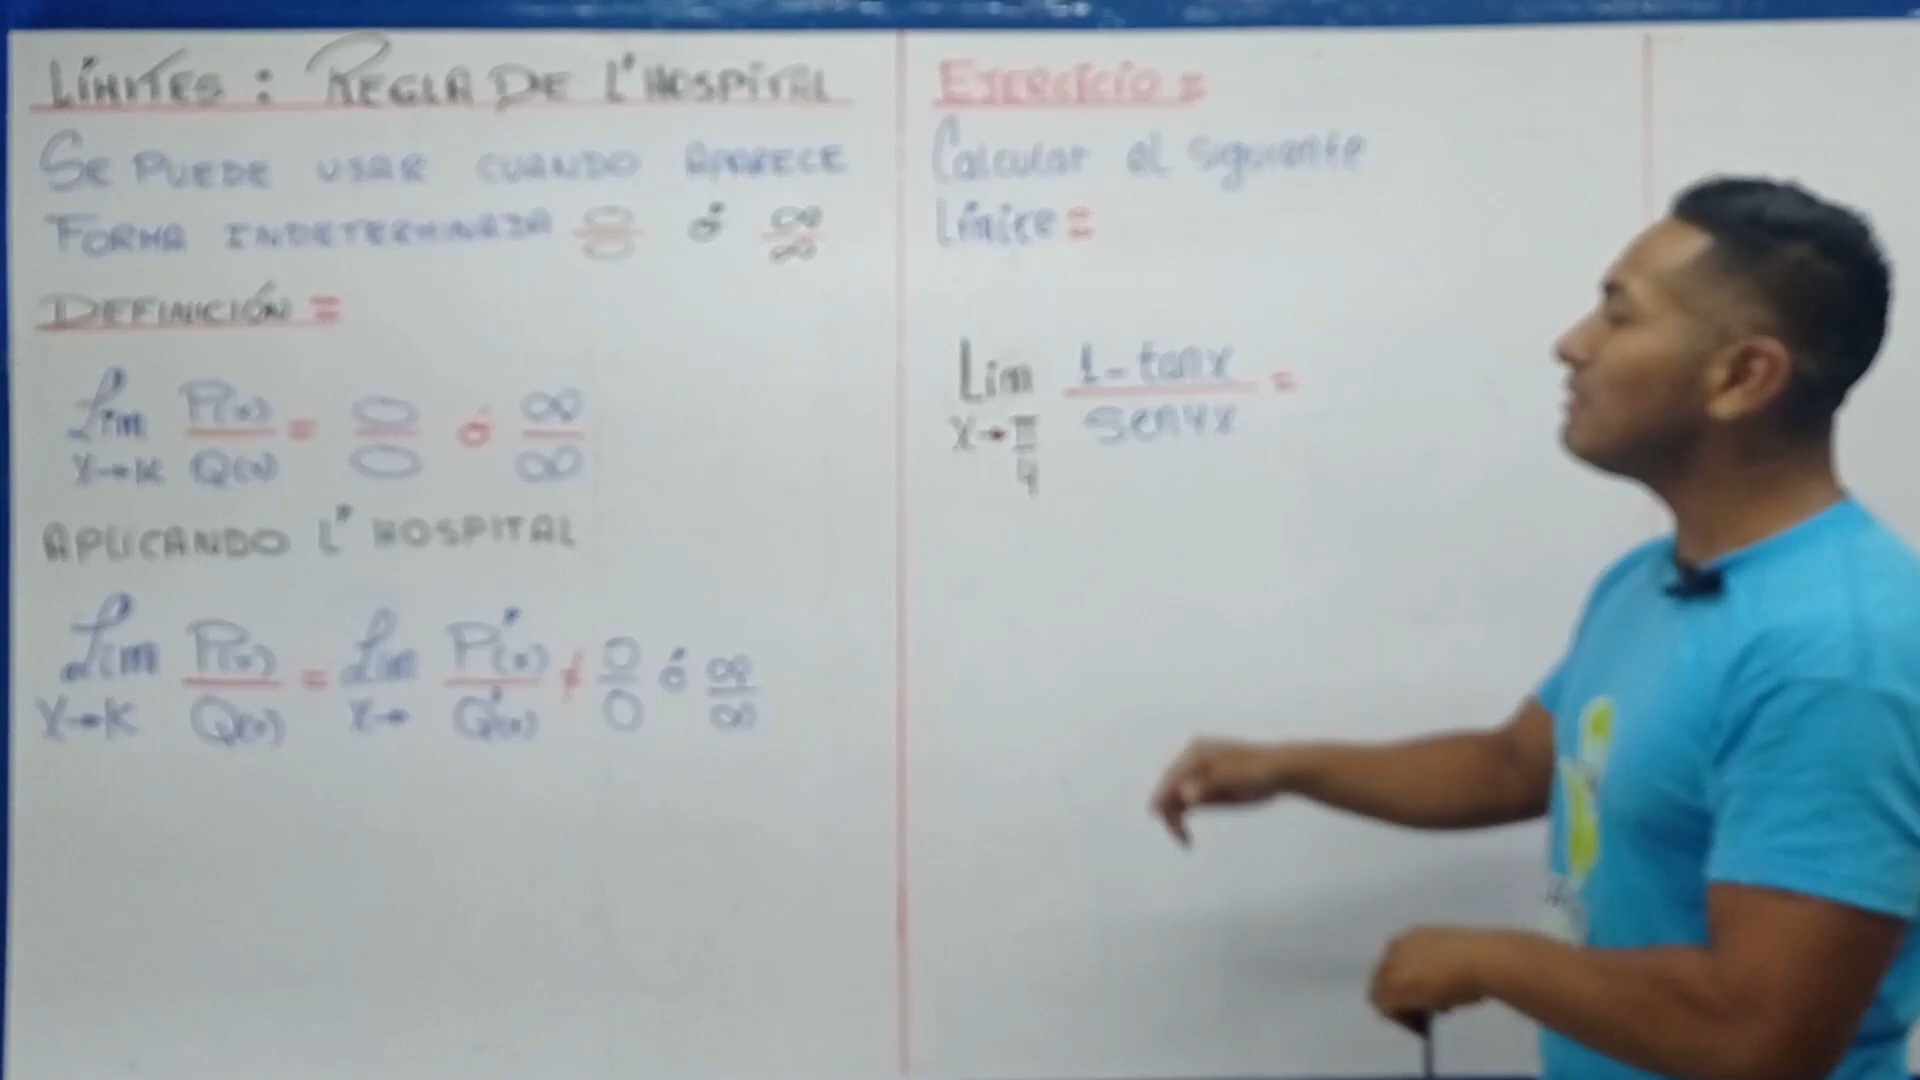 LÍMITES: REGLA DE L'HOSPITAL
SE PUEDE USAR CUANDO APARECE
FORMA INDETERMINADA 0/0 ó ∞/∞
DEFINICIÓN =
Lim x→K P(x)/Q(x) = 0/0 ó ∞/∞
APLICANDO L'HOSPITAL
Lim x→K P(x)/Q(x) = Lim x→ P'(x)/Q'(x) ≠ 0/0 ó ∞/∞
EJERCICIO =
Calcular el siguiente
Límite =
Lim x→π/4 1-tanx/sen4x =